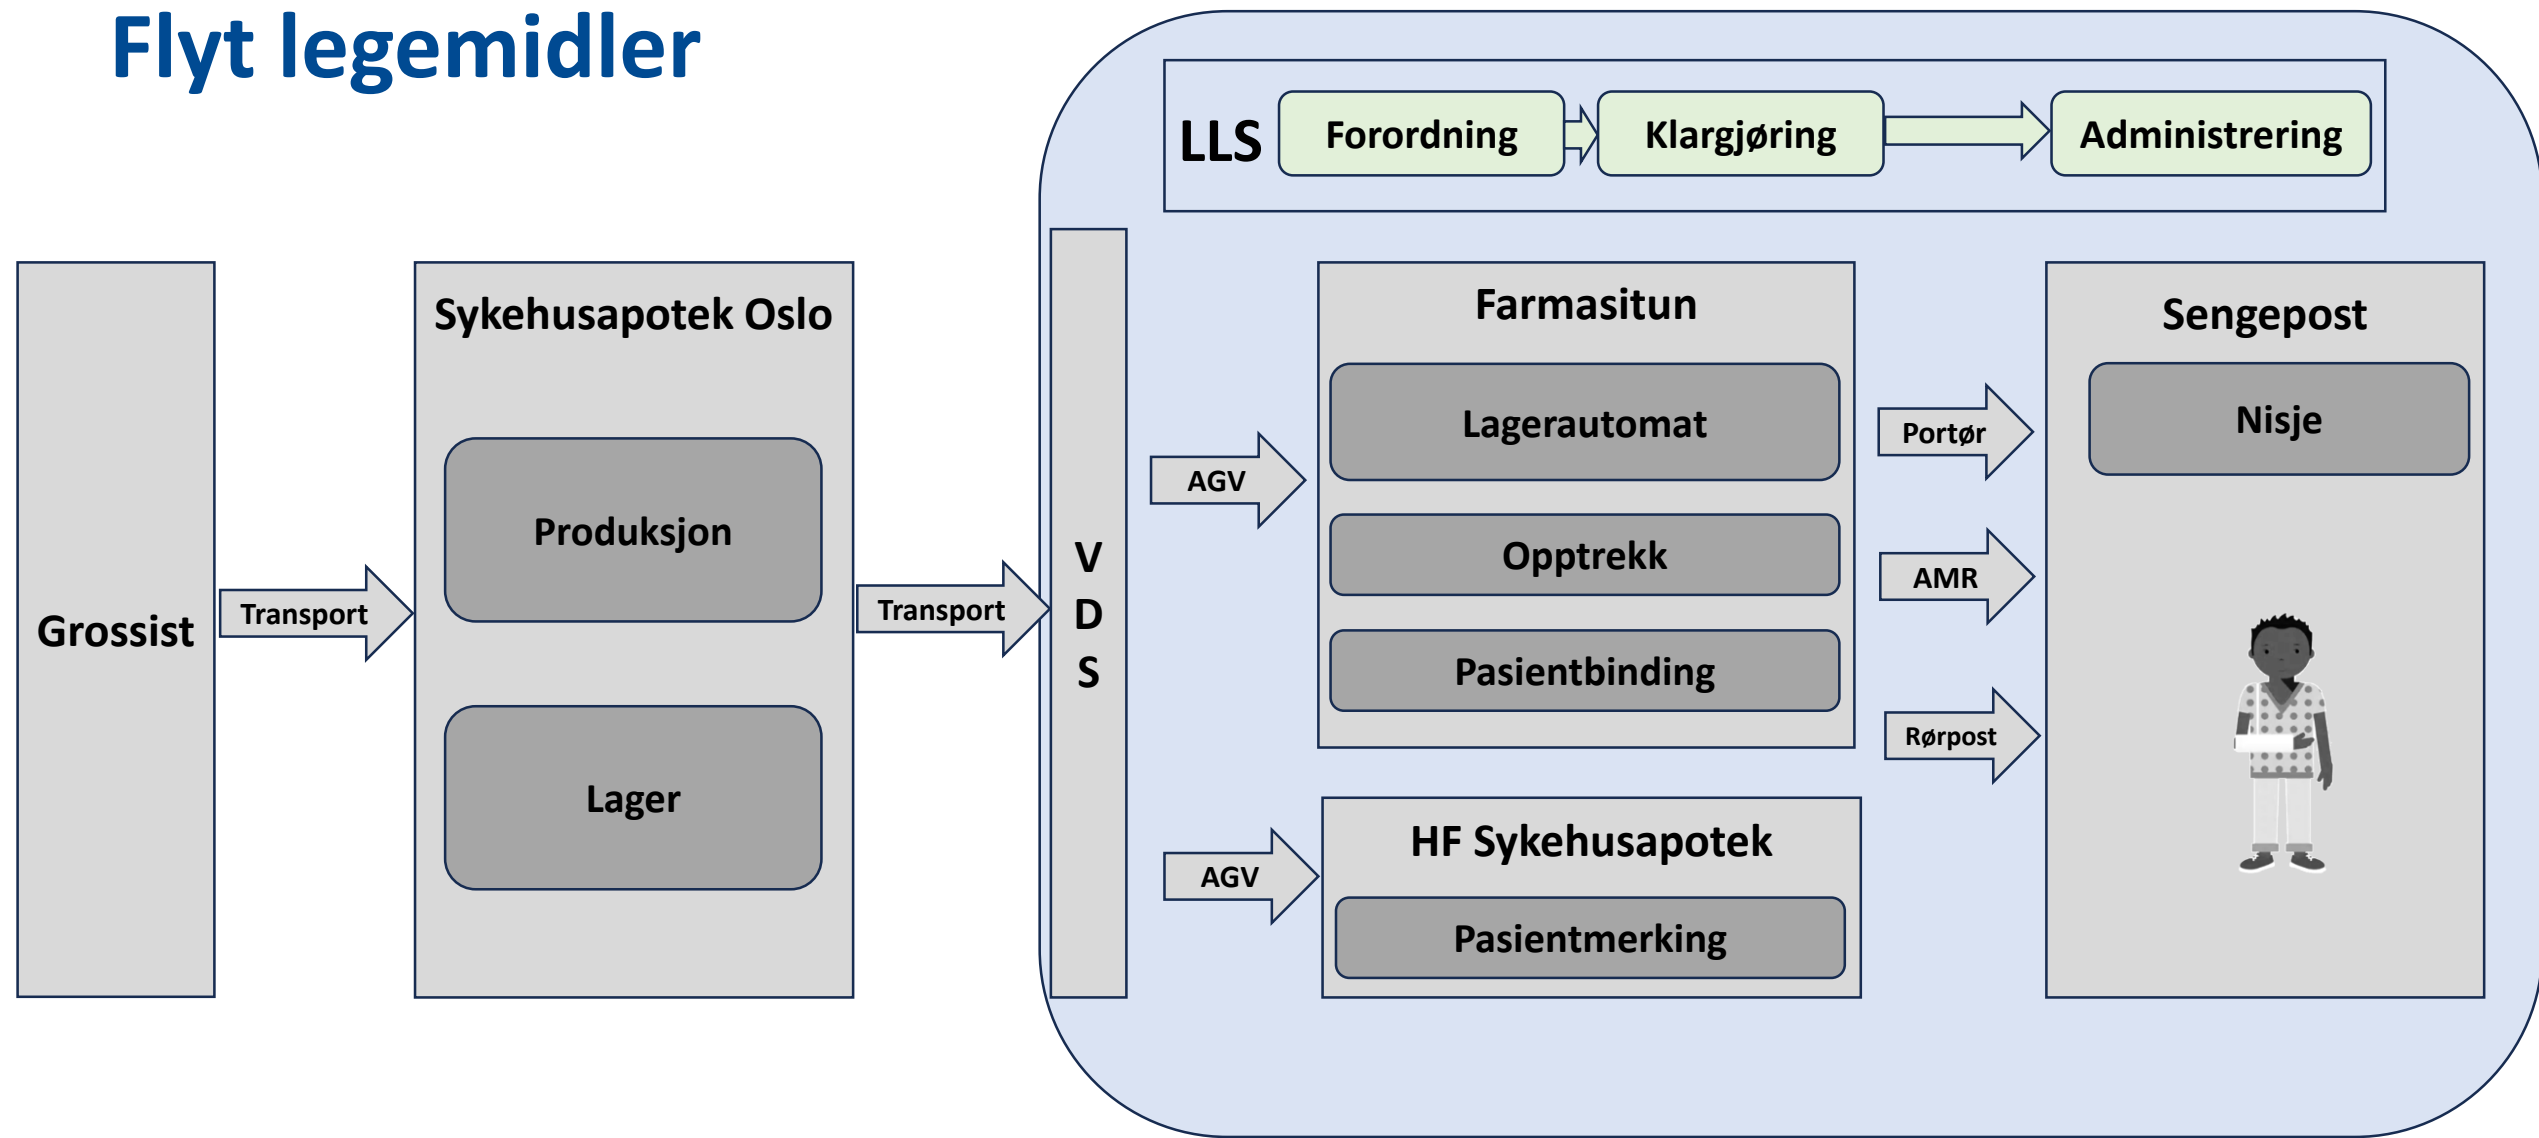 Flyt legemidler
LLS
Forordning
Klargjøring
Administrering
Grossist
Transport
Sykehusapotek Oslo
Produksjon
Lager
Transport
V
D
S
AGV
AGV
Farmasitun
Lagerautomat
Opptrekk
Pasientbinding
HF Sykehusapotek
Pasientmerking
Portør
AMR
Rørpost
Sengepost
Nisje